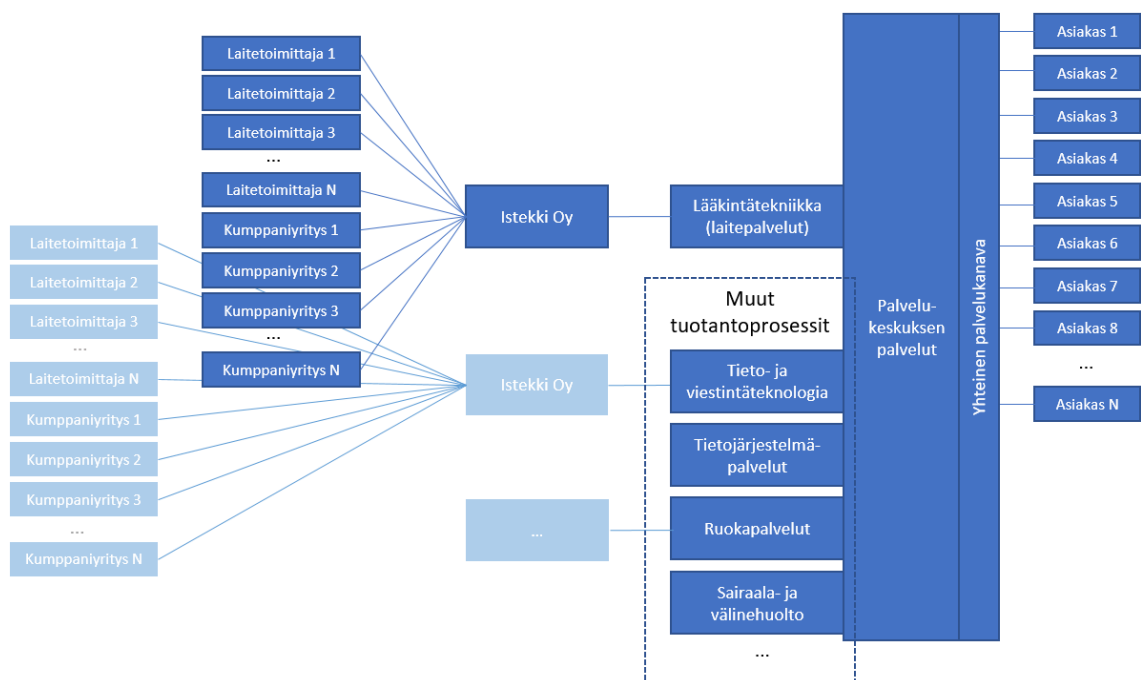 Laitetoimittaja 1
Laitetoimittaja 2
Laitetoimittaja 3
...
Laitetoimittaja N
Kumppaniyritys 1
Kumppaniyritys 2
Kumppaniyritys 3
...
Kumppaniyritys N
Laitetoimittaja 1
Laitetoimittaja 2
Laitetoimittaja 3
...
Laitetoimittaja N
Kumppaniyritys 1
Kumppaniyritys 2
Kumppaniyritys 3
...
Kumppaniyritys N
Istekki Oy
Istekki Oy
...
Lääkintätekniikka
(laitepalvelut)
Muut
tuotantoprosessit
Tieto- ja
viestintäteknologia
Tietojärjestelmä-
palvelut
Ruokapalvelut
Sairaala- ja
välinehuolto
...
Palvelu-
keskuksen
palvelut
Yhteinen palvelukanava
Asiakas 1
Asiakas 2
Asiakas 3
Asiakas 4
Asiakas 5
Asiakas 6
Asiakas 7
Asiakas 8
...
Asiakas N